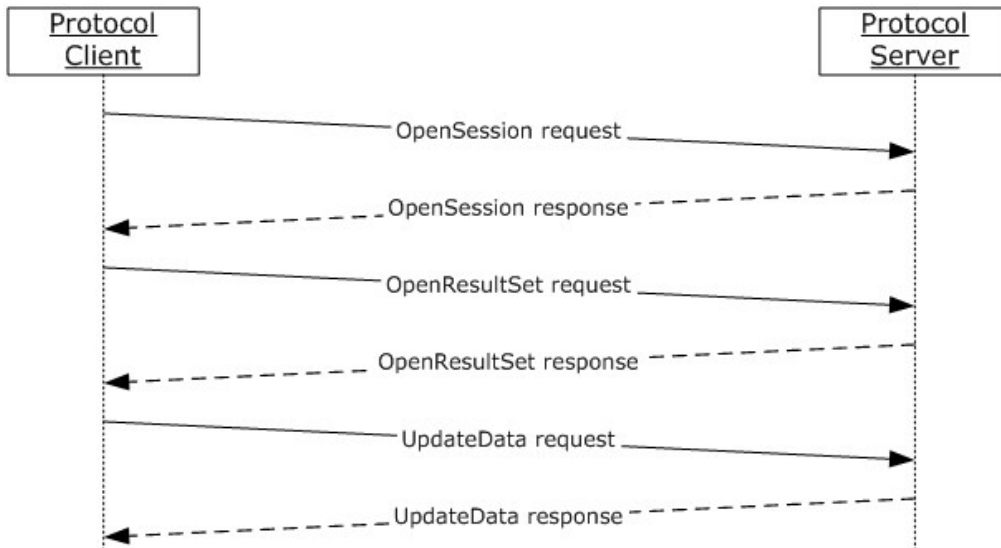 Protocol
Client
Protocol
Server
OpenSession request
OpenSession response
OpenResultSet request
OpenResultSet response
UpdateData request
UpdateData response